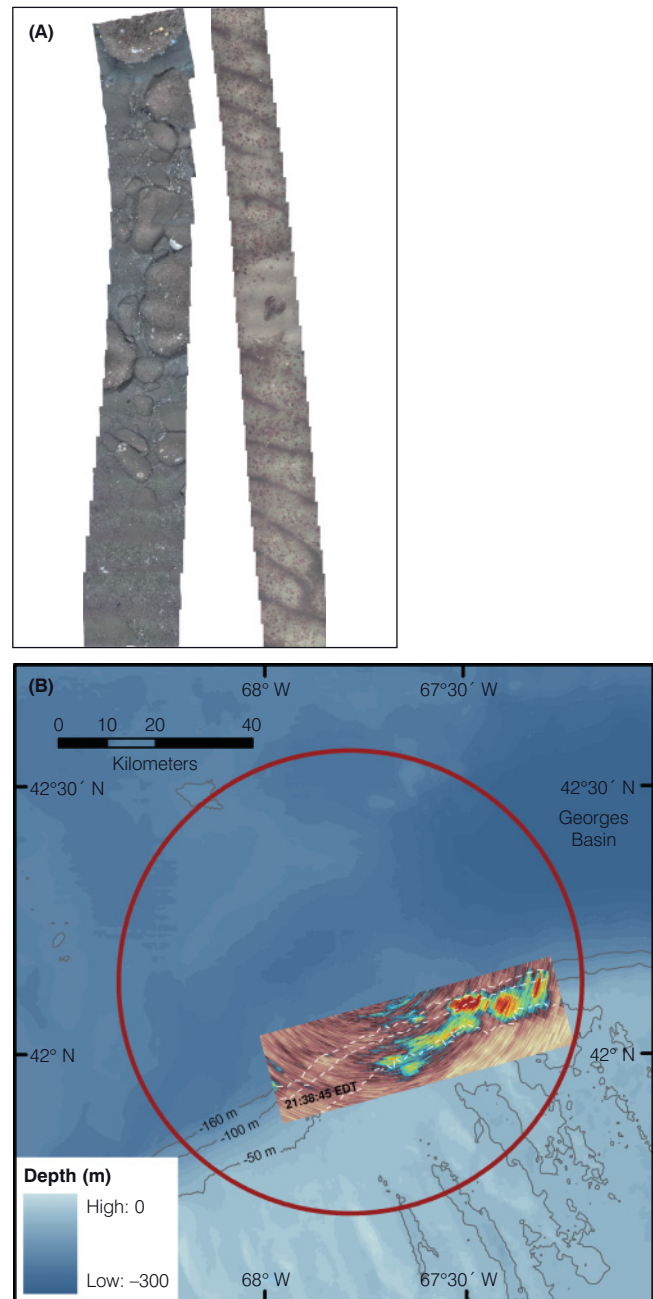 (A)
(B)
68° W
67°30´ W
0 10 20 40
Kilometers
42°30´ N
42°30´ N
Georges
Basin
42° N
42° N
21:38:45 EDT
-160 m
-100 m
-50 m
Depth (m)
High: 0
Low: –300
68° W
67°30´ W